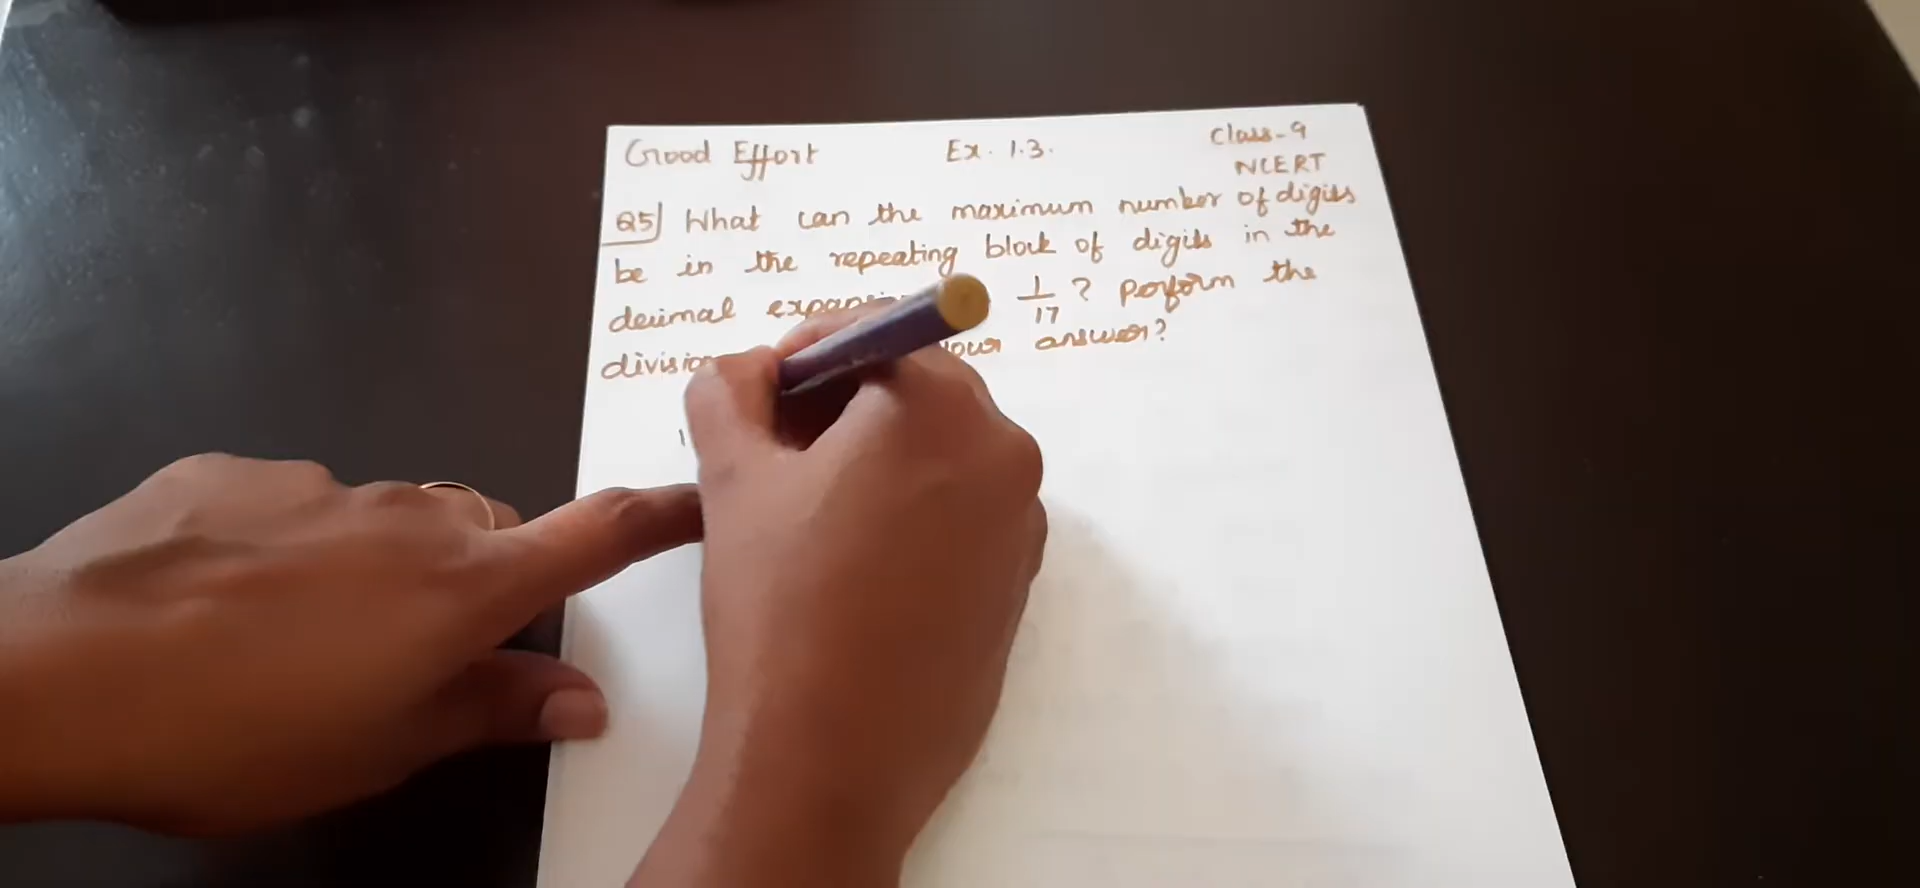 Good Effort Ex. 1.3. Class-9
NCERT
Q5 What can the maximum number of digits
be in the repeating block of digits in the
decimal 1/17 ? Perform the
answer?
1